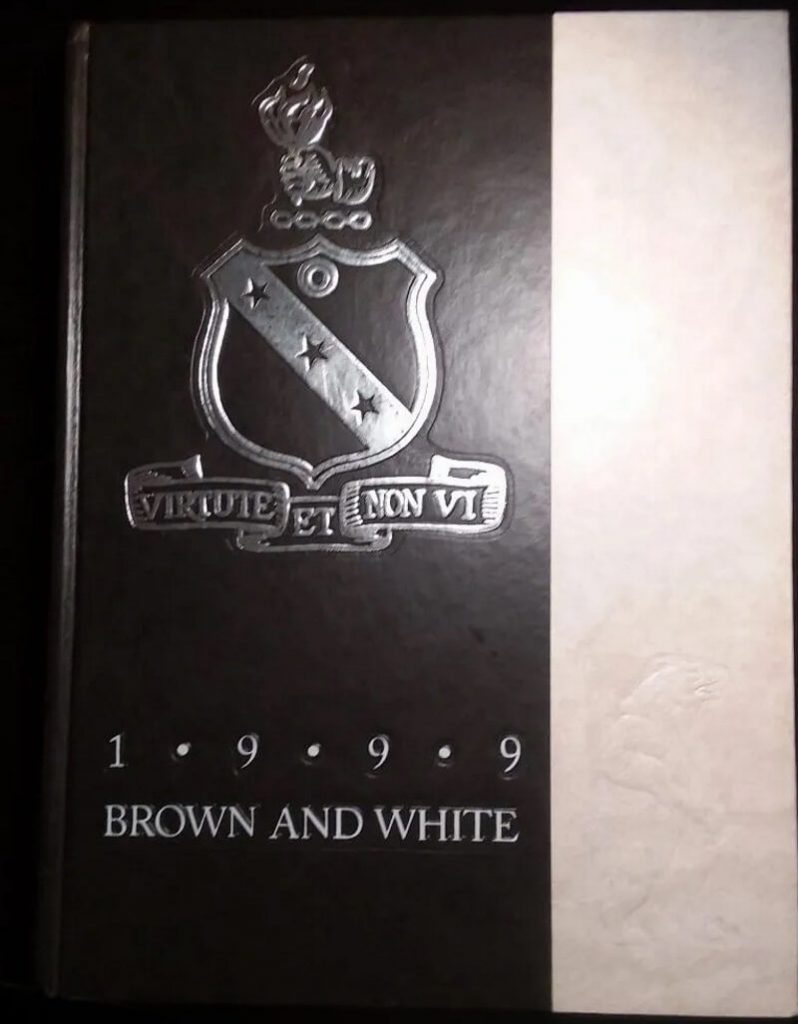 VIRTUTE ET NON VI
1 • 9 • 9 • 9
BROWN AND WHITE